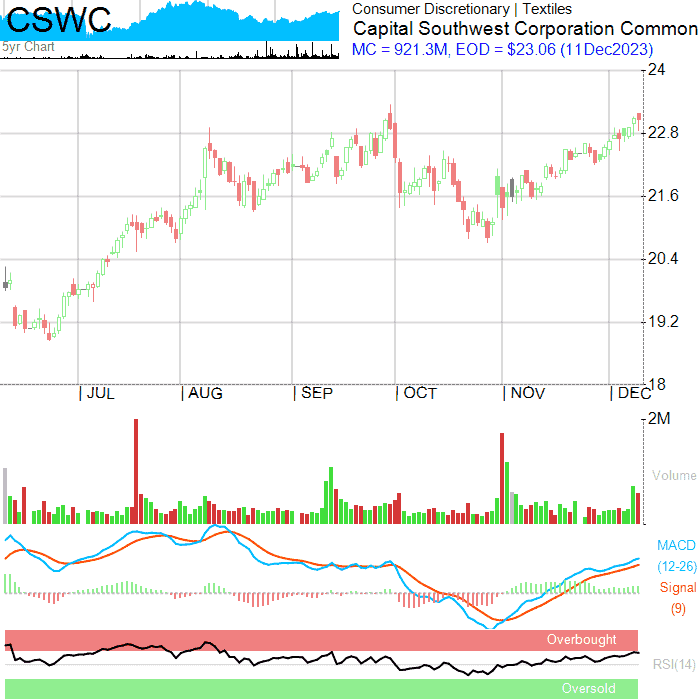 CSWC
5yr Chart
Consumer Discretionary | Textiles
Capital Southwest Corporation Common
MC = 921.3M, EOD = $23.06 (11Dec2023)
24
22.8
21.6
20.4
19.2
18
| JUL | AUG | SEP | OCT | NOV | DEC
2M
Volume
MACD
(12-26)
Signal
(9)
Overbought
RSI(14)
Oversold